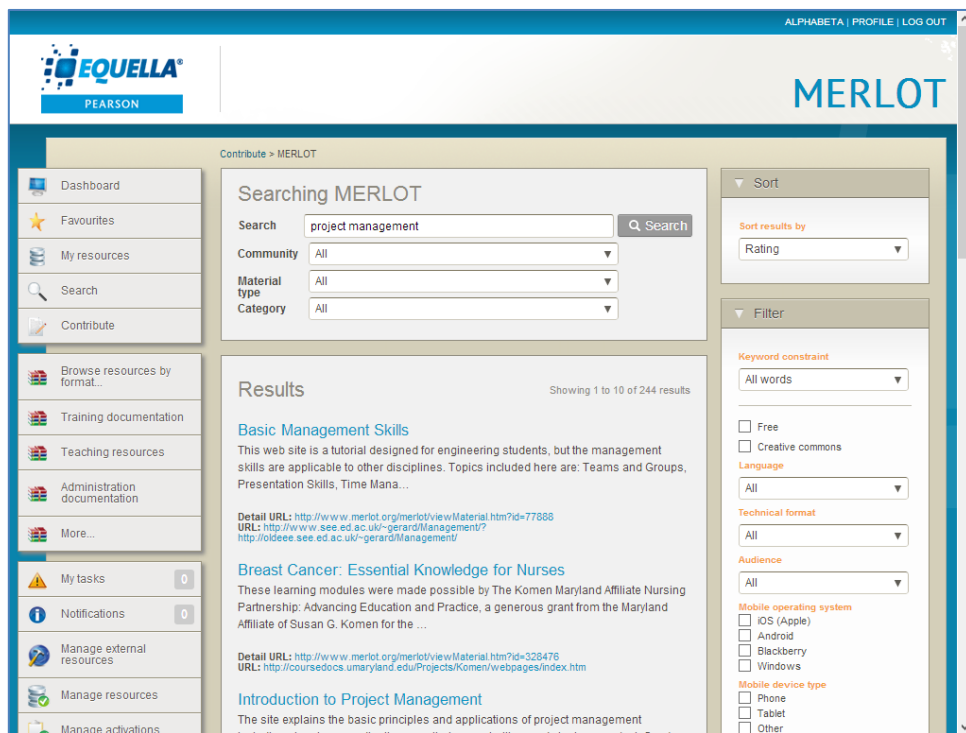 ALPHABETA | PROFILE | LOG OUT
EQUELLA®
PEARSON
MERLOT
Contribute > MERLOT
Dashboard
Favourites
My resources
Search
Contribute
Browse resources by
format...
Training documentation
Teaching resources
Administration
documentation
More...
My tasks 0
Notifications 0
Manage external
resources
Manage resources
Manage activations
Searching MERLOT
Search project management Search
Community All
Material
type All
Category All
Results
Showing 1 to 10 of 244 results
Basic Management Skills
This web site is a tutorial designed for engineering students, but the management
skills are applicable to other disciplines. Topics included here are: Teams and Groups,
Presentation Skills, Time Mana…
Detail URL: http://www.merlot.org/merlot/viewMaterial.htm?id=77888
URL: http://www.see.ed.ac.uk/~gerard/Management/?
http://oldeee.see.ed.ac.uk/~gerard/Management/
Breast Cancer: Essential Knowledge for Nurses
These learning modules were made possible by The Komen Maryland Affiliate Nursing
Partnership: Advancing Education and Practice, a generous grant from the Maryland
Affiliate of Susan G. Komen for the …
Detail URL: http://www.merlot.org/merlot/viewMaterial.htm?id=328476
URL: http://coursedocs.umaryland.edu/Projects/Komen/webpages/index.htm
Introduction to Project Management
The site explains the basic principles and applications of project management
Sort
Sort results by
Rating
Filter
Keyword constraint
All words
Free
Creative commons
Language
All
Technical format
All
Audience
All
Mobile operating system
iOS (Apple)
Android
Blackberry
Windows
Mobile device type
Phone
Tablet
Other